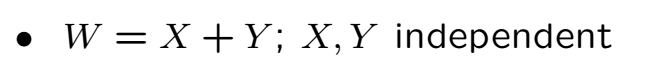 • W = X + Y; X, Y independent